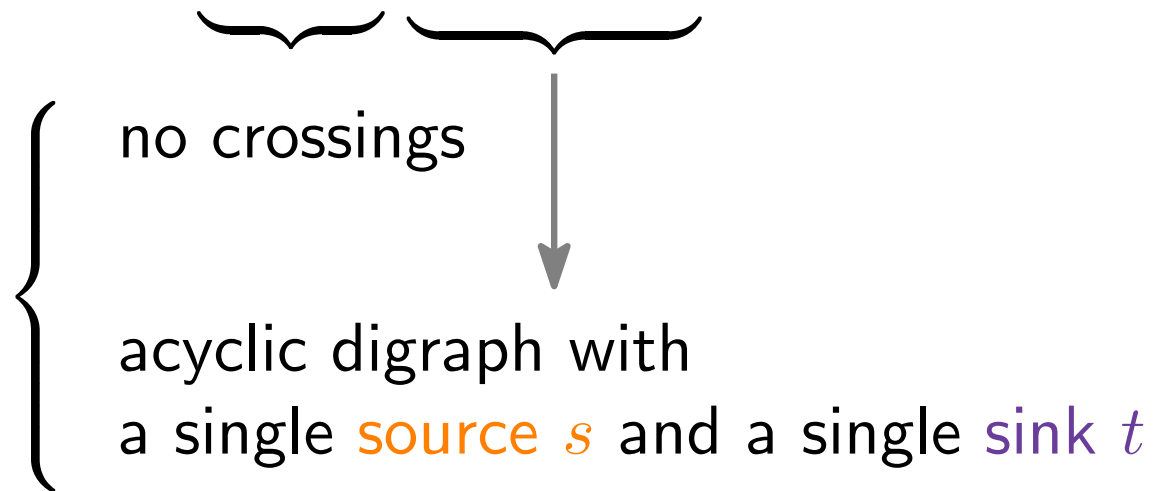 no crossings
acyclic digraph with
a single source s and a single sink t